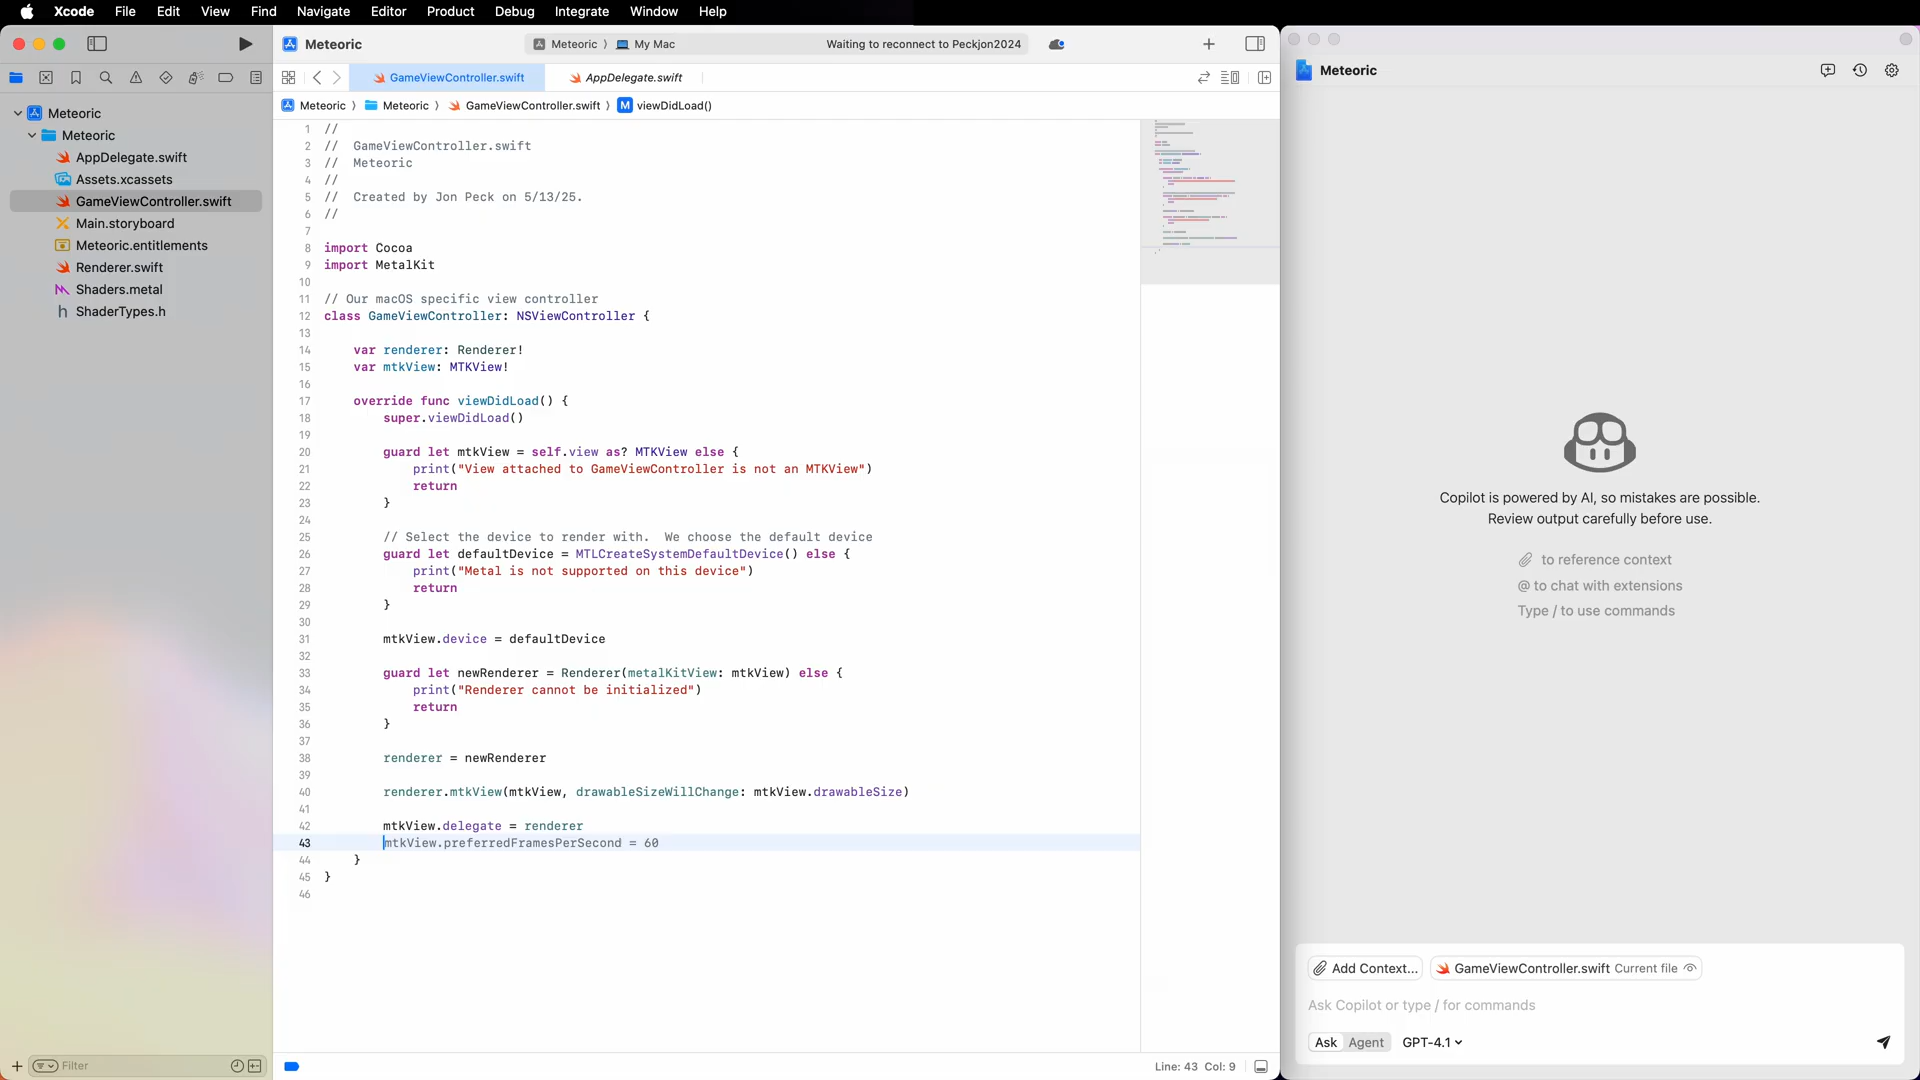 Xcode File Edit View Find Navigate Editor Product Debug Integrate Window Help
Meteoric
Meteoric
AppDelegate.swift
Assets.xcassets
GameViewController.swift
Main.storyboard
Meteoric.entitlements
Renderer.swift
Shaders.metal
ShaderTypes.h
Filter
Meteoric
Meteoric 〉 My Mac
Waiting to reconnect to Peckjon2024
GameViewController.swift
AppDelegate.swift
Meteoric 〉 Meteoric 〉 GameViewController.swift 〉 M viewDidLoad()
1 //
2 //  GameViewController.swift
3 //  Meteoric
4 //
5 //  Created by Jon Peck on 5/13/25.
6 //
7
8 import Cocoa
9 import MetalKit
10
11 // Our macOS specific view controller
12 class GameViewController: NSViewController {
13
14     var renderer: Renderer!
15     var mtkView: MTKView!
16
17     override func viewDidLoad() {
18         super.viewDidLoad()
19
20         guard let mtkView = self.view as? MTKView else {
21             print("View attached to GameViewController is not an MTKView")
22             return
23         }
24
25         // Select the device to render with.  We choose the default device
26         guard let defaultDevice = MTLCreateSystemDefaultDevice() else {
27             print("Metal is not supported on this device")
28             return
29         }
30
31         mtkView.device = defaultDevice
32
33         guard let newRenderer = Renderer(metalKitView: mtkView) else {
34             print("Renderer cannot be initialized")
35             return
36         }
37
38         renderer = newRenderer
39
40         renderer.mtkView(mtkView, drawableSizeWillChange: mtkView.drawableSize)
41
42         mtkView.delegate = renderer
43         mtkView.preferredFramesPerSecond = 60
44     }
45 }
46
Line: 43 Col: 9
Meteoric
Copilot is powered by AI, so mistakes are possible.
Review output carefully before use.
to reference context
@ to chat with extensions
Type / to use commands
Add Context... GameViewController.swift Current file
Ask Copilot or type / for commands
Ask Agent GPT-4.1